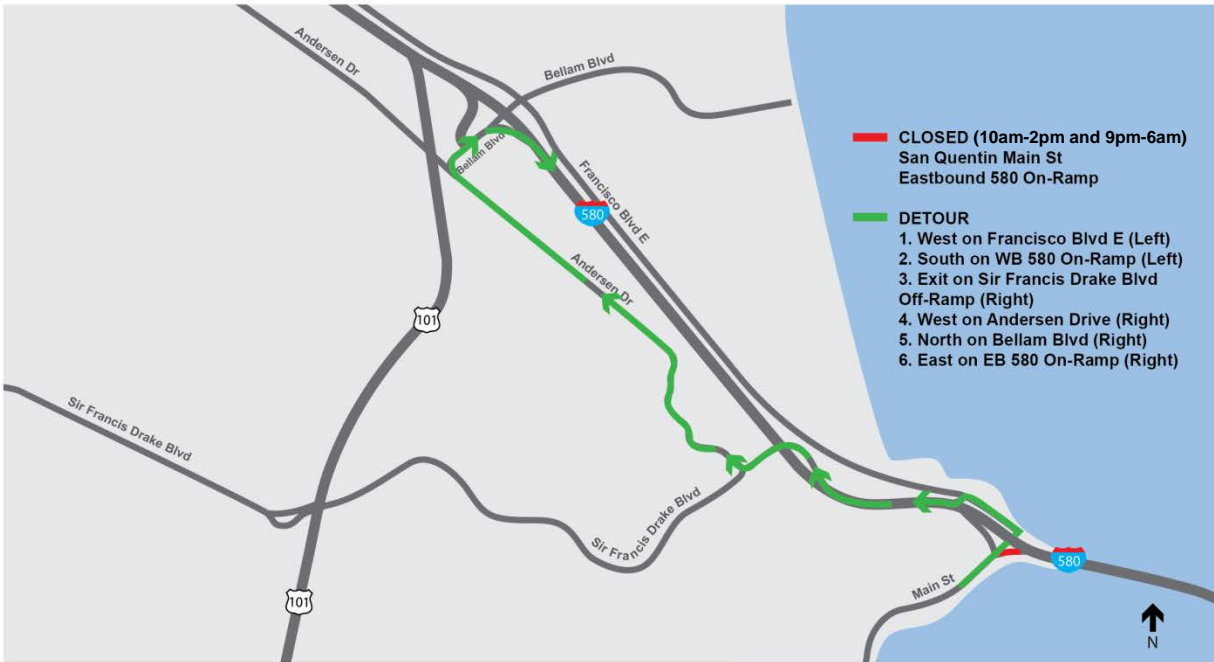 Andersen Dr
Bellam Blvd
Bellam Blvd
Francisco Blvd E
580
Andersen Dr
101
Sir Francis Drake Blvd
Sir Francis Drake Blvd
101
Main St
580
N
CLOSED (10am-2pm and 9pm-6am)
San Quentin Main St
Eastbound 580 On-Ramp
DETOUR
1. West on Francisco Blvd E (Left)
2. South on WB 580 On-Ramp (Left)
3. Exit on Sir Francis Drake Blvd
Off-Ramp (Right)
4. West on Andersen Drive (Right)
5. North on Bellam Blvd (Right)
6. East on EB 580 On-Ramp (Right)